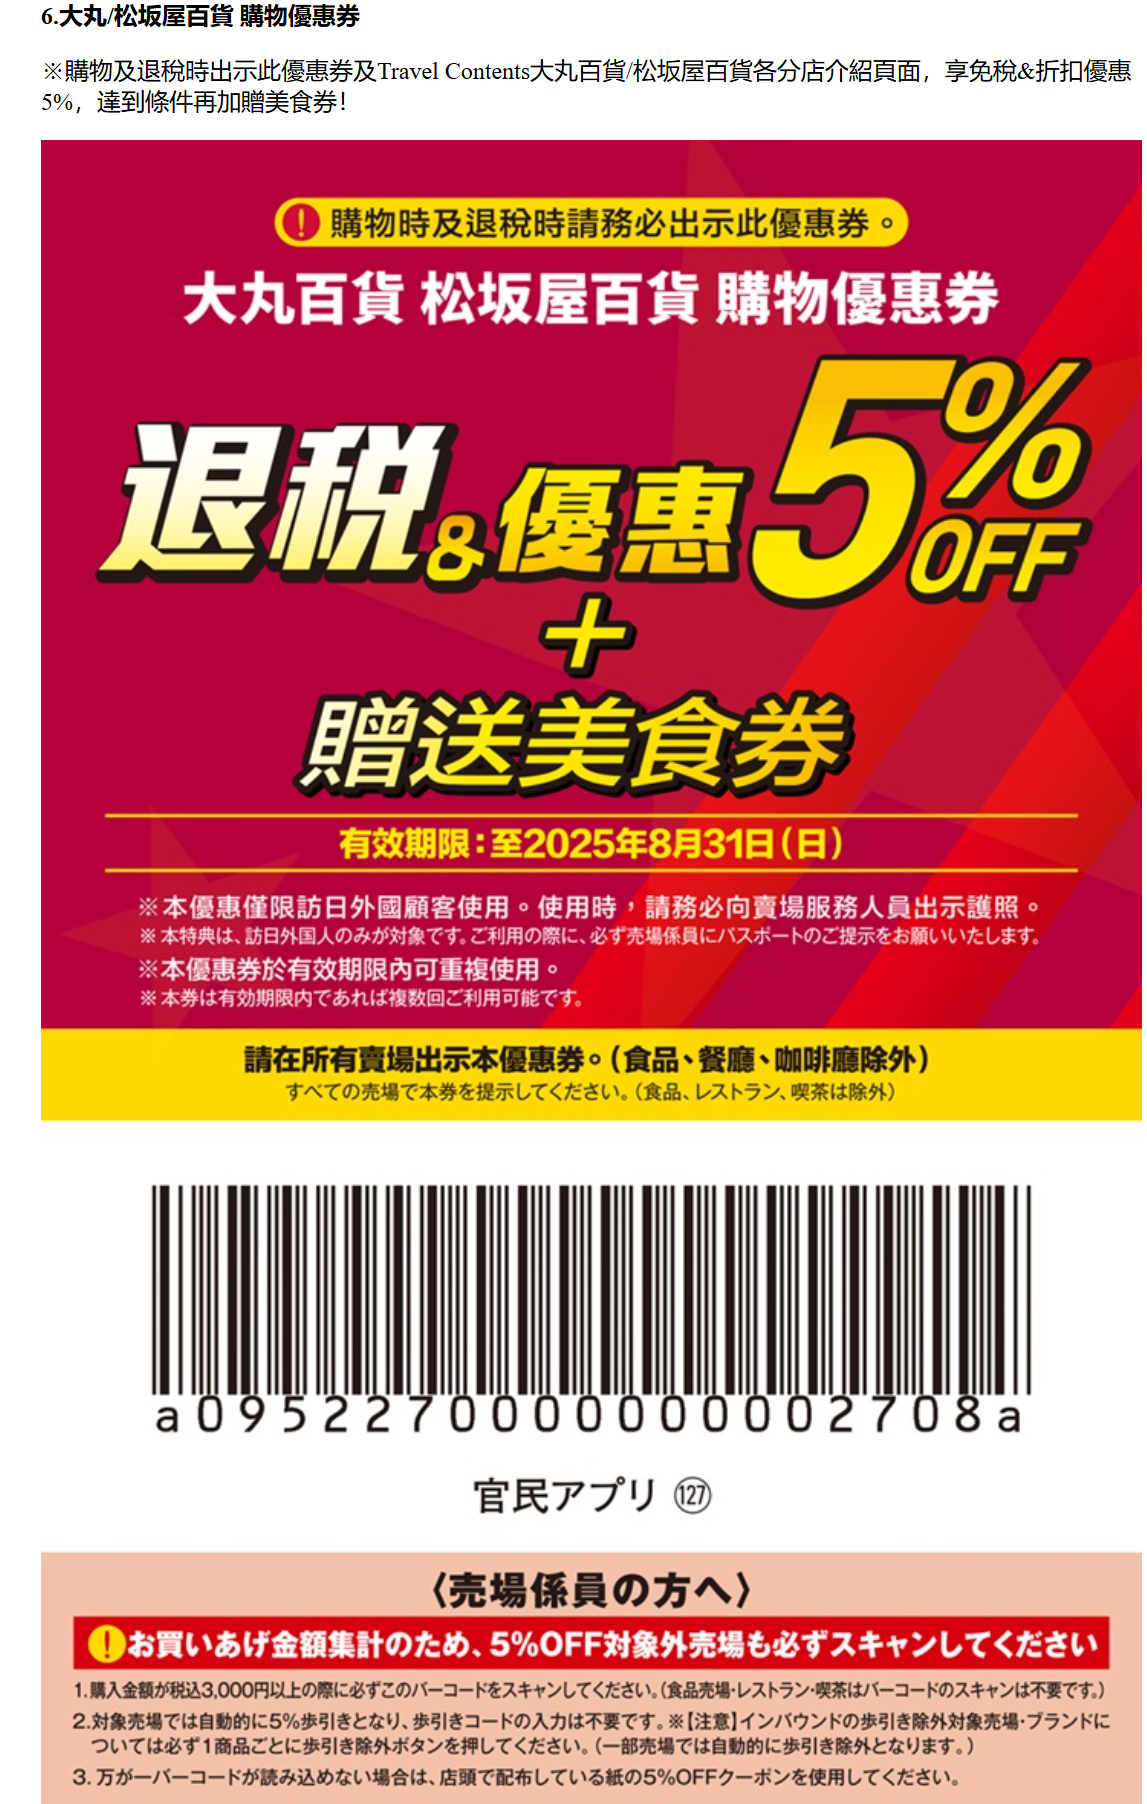 6.大丸/松坂屋百貨 購物優惠券
※購物及退稅時出示此優惠券及Travel Contents大丸百貨/松坂屋百貨各分店介紹頁面，享免稅&折扣優惠
5%，達到條件再加贈美食券！
! 購物時及退稅時請務必出示此優惠券。
大丸百貨 松坂屋百貨 購物優惠券
退税&優惠5%OFF
+
贈送美食券
有效期限：至2025年8月31日（日）
※本優惠僅限訪日外國顧客使用。使用時，請務必向賣場服務人員出示護照。
※本特典は、訪日外国人のみが対象です。ご利用の際に、必ず売場係員にパスポートのご提示をお願いいたします。
※本優惠券於有效期限內可重複使用。
※本券は有効期限内であれば複数回ご利用可能です。
請在所有賣場出示本優惠券。（食品、餐廳、咖啡廳除外）
すべての売場で本券を提示してください。（食品、レストラン、喫茶は除外）
a0952270000000002708a
官民アプリ 127
〈売場係員の方へ〉
! お買いあげ金額集計のため、5%OFF対象外売場も必ずスキャンしてください
1.購入金額が税込3,000円以上の際に必ずこのバーコードをスキャンしてください。（食品売場・レストラン・喫茶はバーコードのスキャンは不要です。）
2.対象売場では自動的に5%歩引きとなり、歩引きコードの入力は不要です。※【注意】インバウンドの歩引き除外対象売場・ブランドに
ついては必ず1商品ごとに歩引き除外ボタンを押してください。（一部売場では自動的に歩引き除外となります。）
3. 万が一バーコードが読み込めない場合は、店頭で配布している紙の5%OFFクーポンを使用してください。